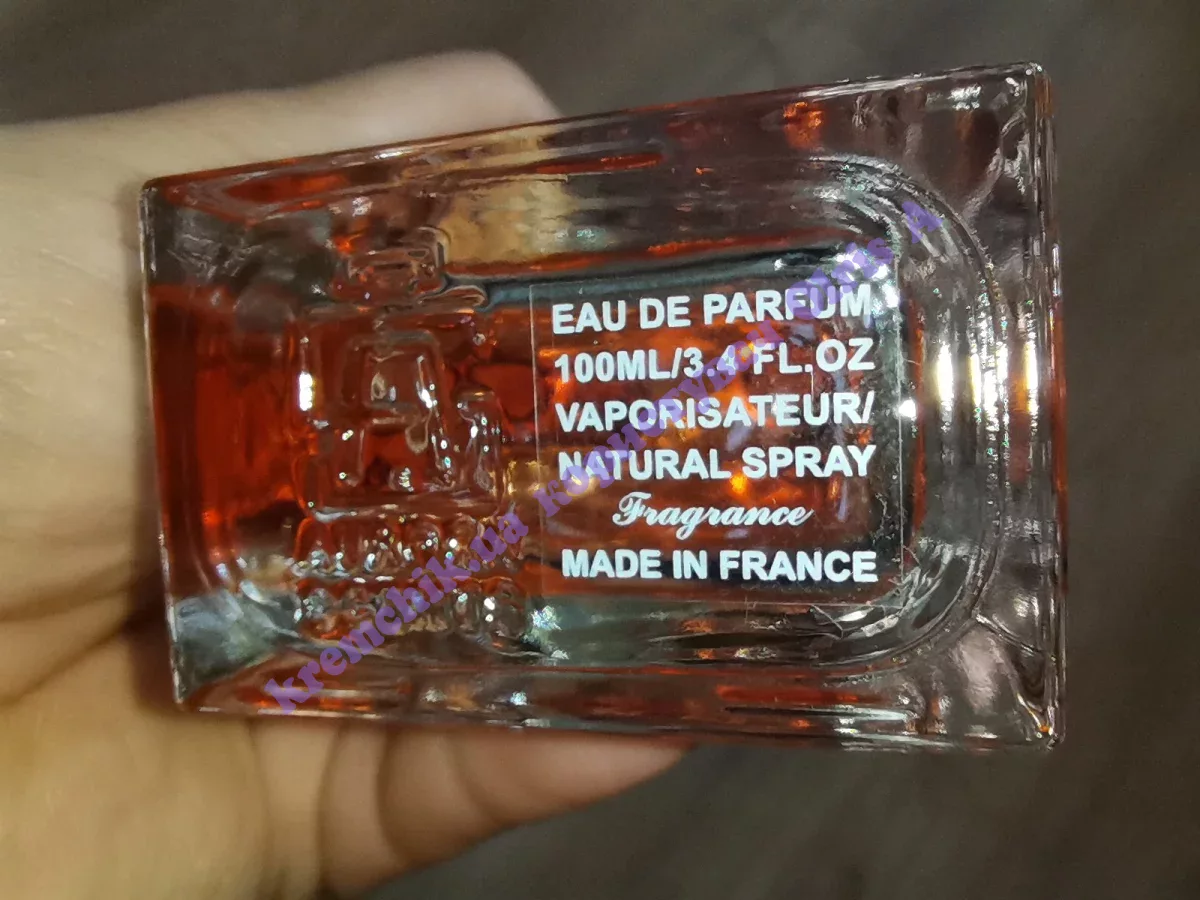 EAU DE PARFUM
100ML/3.4 FL.OZ
VAPORISATEUR/
NATURAL SPRAY
Fragrance
MADE IN FRANCE
kremchik.ua